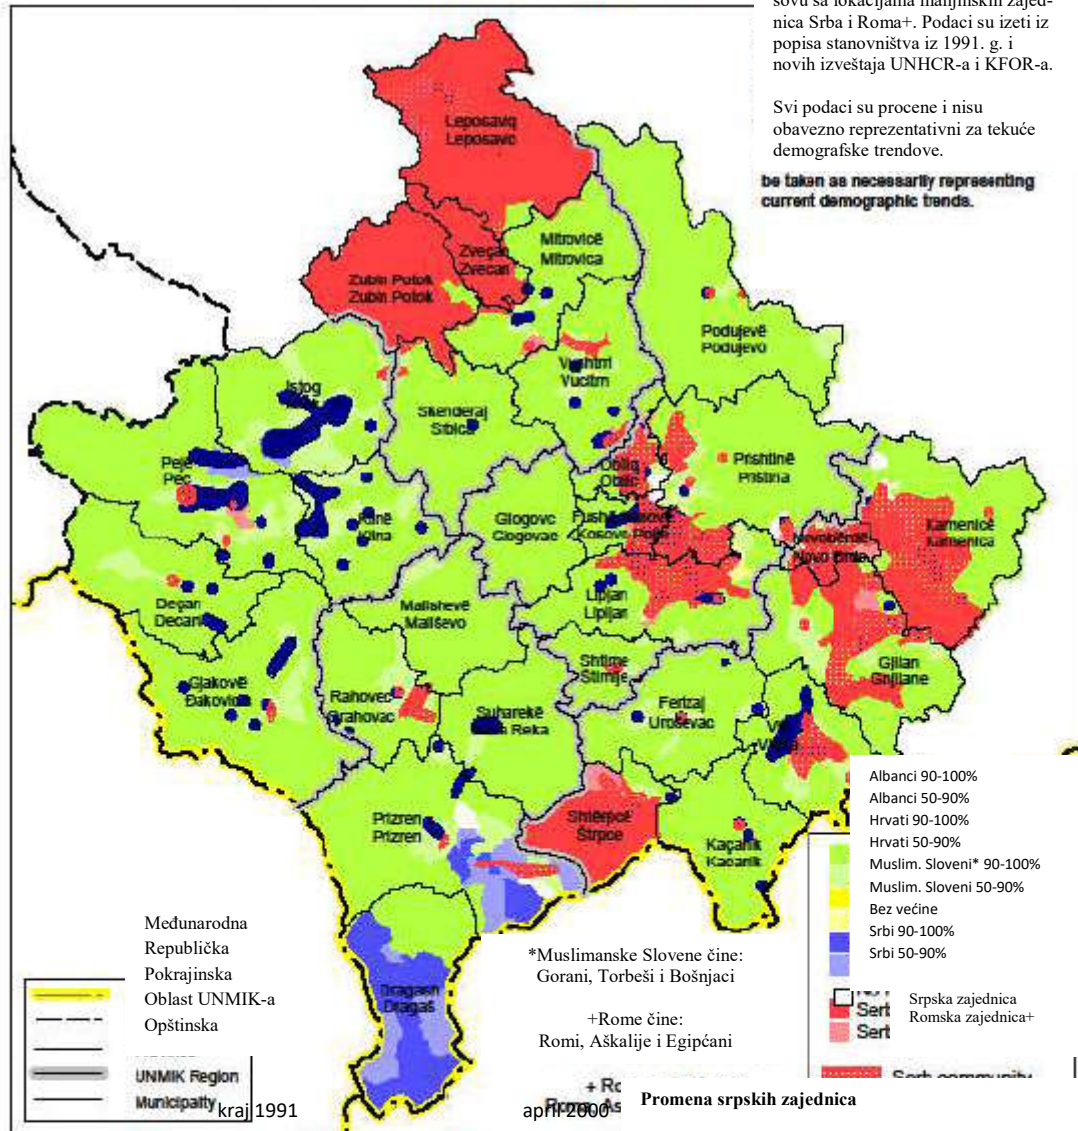 sovu sa lokacijama manjinskih zajed-
nica Srba i Roma+. Podaci su izeti iz
popisa stanovništva iz 1991. g. i
novih izveštaja UNHCR-a i KFOR-a.
Svi podaci su procene i nisu
obavezno reprezentativni za tekuće
demografske trendove.
be taken as necessarily representing
current demographic trends.
Leposaviq
Leposavic
Zveçan
Zvecan
Zubin Potok
Zubin Potok
Mitrovicë
Mitrovica
Podujevë
Podujevo
Vushtrri
Vucitrn
Istog
Skenderaj
Srbica
Pejë
Pec
Obiliq
Obilic
Prishtinë
Pristina
Klinë
Klina
Glogovc
Glogovac
Fushë Kosovë
Kosovo Polje
Novobërdë
Novo Brdo
Kamenicë
Kamenica
Deçan
Decani
Malishevë
Mališevo
Lipjan
Lipljan
Shtime
Štimlje
Gjilan
Gnjilane
Gjakovë
Đakovica
Rahovec
Orahovac
Suharekë
Reka
Ferizaj
Uroševac
Prizren
Prizren
Shtërpcë
Štrpce
Kaçanik
Kacanik
Dragash
Dragaš
Albanci 90-100%
Albanci 50-90%
Hrvati 90-100%
Hrvati 50-90%
Muslim. Sloveni* 90-100%
Muslim. Sloveni 50-90%
Bez većine
Srbi 90-100%
Srbi 50-90%
Srpska zajednica
Romska zajednica+
Serb
Serb
Serb community
Međunarodna
Republička
Pokrajinska
Oblast UNMIK-a
Opštinska
UNMIK Region
Municipality
*Muslimanske Slovene čine:
Gorani, Torbeši i Bošnjaci
+Rome čine:
Romi, Aškalije i Egipćani
kraj 1991
april 2000
Promena srpskih zajednica